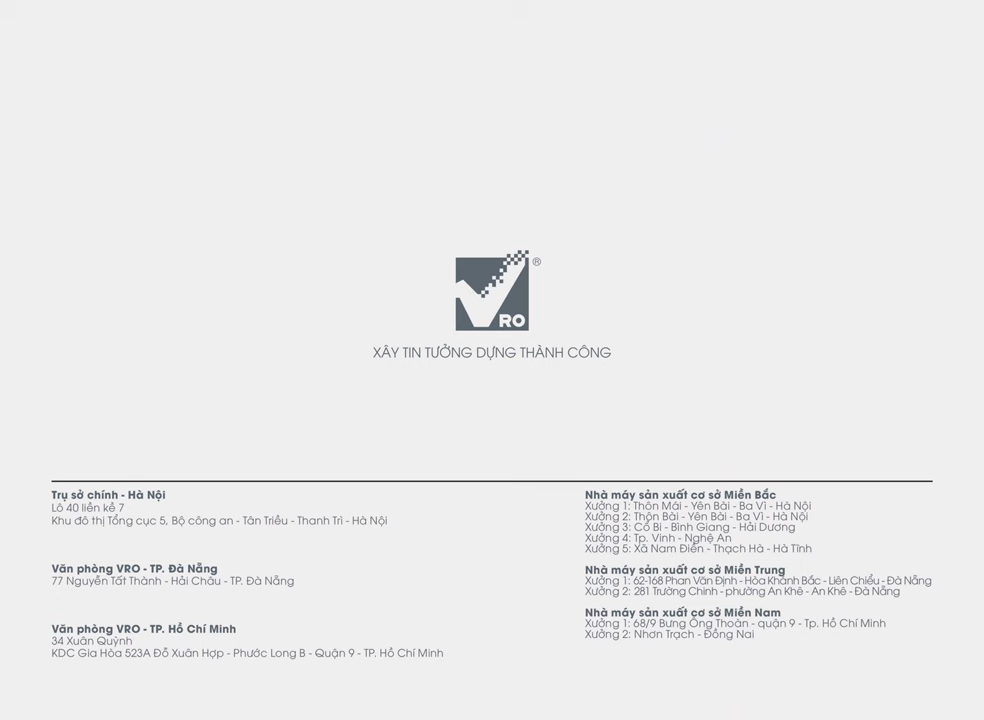 RO ®
XÂY TIN TƯỞNG DỰNG THÀNH CÔNG
Trụ sở chính - Hà Nội
Lô 40 liền kề 7
Khu đô thị Tổng cục 5, Bộ công an - Tân Triều - Thanh Trì - Hà Nội
Văn phòng VRO - TP. Đà Nẵng
77 Nguyễn Tất Thành - Hải Châu - TP. Đà Nẵng
Văn phòng VRO - TP. Hồ Chí Minh
34 Xuân Quỳnh
KDC Gia Hòa 523A Đỗ Xuân Hợp - Phước Long B - Quận 9 - TP. Hồ Chí Minh
Nhà máy sản xuất cơ sở Miền Bắc
Xưởng 1: Thôn Mái - Yên Bài - Ba Vì - Hà Nội
Xưởng 2: Thôn Bài - Yên Bài - Ba Vì - Hà Nội
Xưởng 3: Cổ Bi - Bình Giang - Hải Dương
Xưởng 4: Tp. Vinh - Nghệ An
Xưởng 5: Xã Nam Điền - Thạch Hà - Hà Tĩnh
Nhà máy sản xuất cơ sở Miền Trung
Xưởng 1: 62-168 Phan Văn Định - Hòa Khánh Bắc - Liên Chiểu - Đà Nẵng
Xưởng 2: 281 Trường Chinh - phường An Khê - An Khê - Đà Nẵng
Nhà máy sản xuất cơ sở Miền Nam
Xưởng 1: 68/9 Bưng Ông Thoàn - quận 9 - Tp. Hồ Chí Minh
Xưởng 2: Nhơn Trạch - Đồng Nai